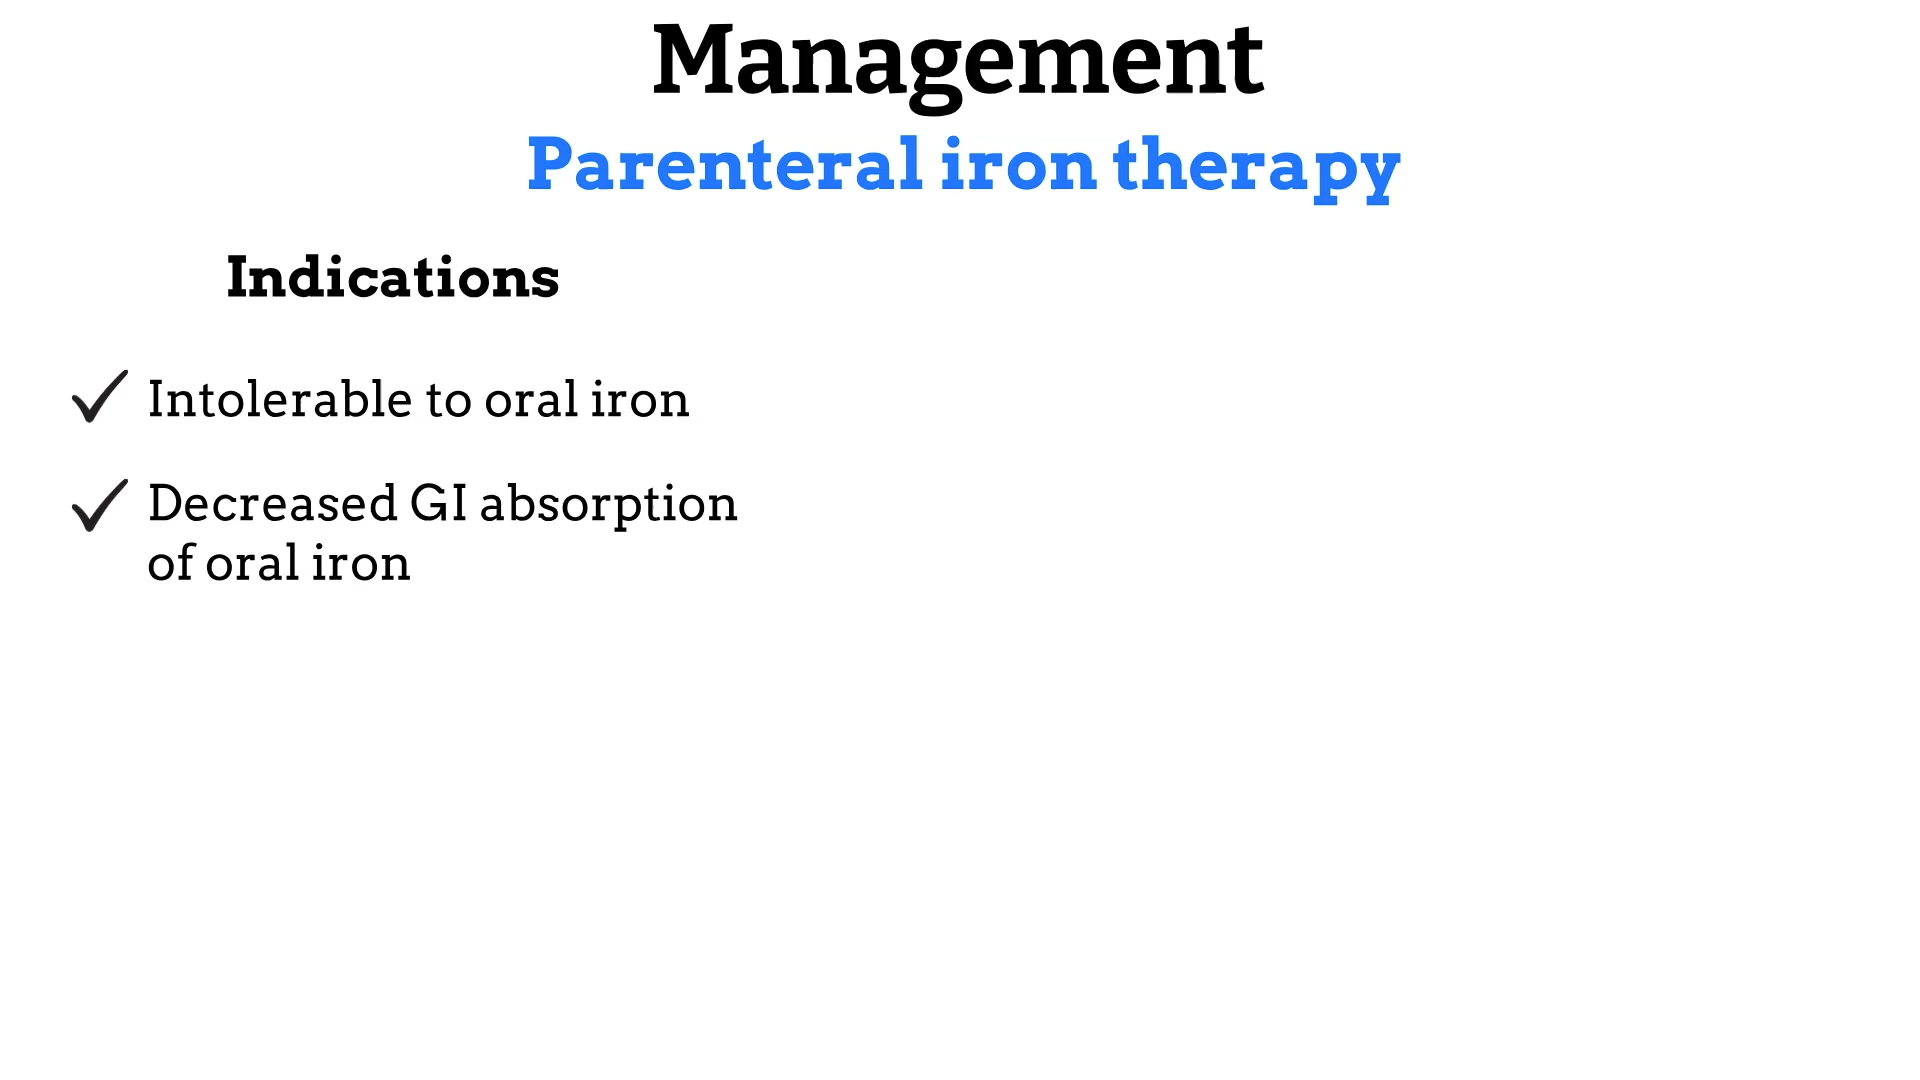 Management
Parenteral iron therapy
Indications
Intolerable to oral iron
Decreased GI absorption
of oral iron